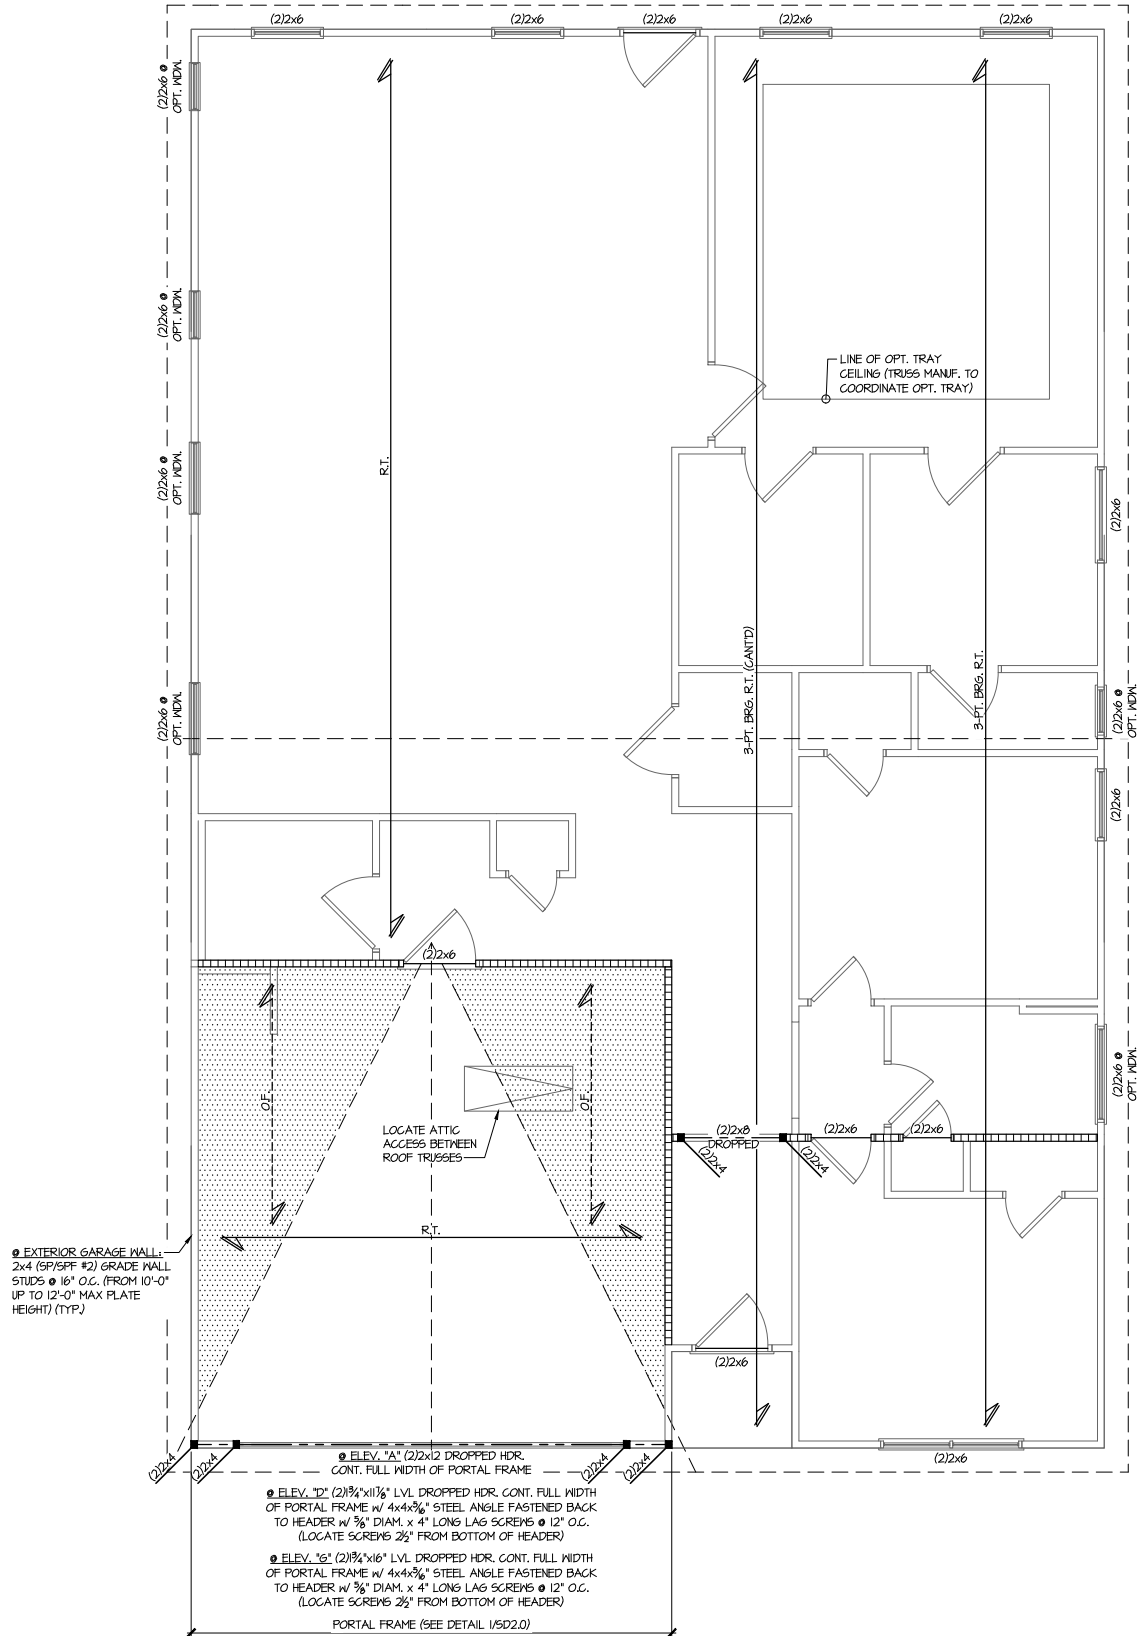 (2)2x6
(2)2x6
(2)2x6
(2)2x6
(2)2x6
(2)2x6 @
OPT. WDW.
(2)2x6 @
OPT. WDW.
(2)2x6 @
OPT. WDW.
(2)2x6 @
OPT. WDW.
LINE OF OPT. TRAY
CEILING (TRUSS MANUF. TO
COORDINATE OPT. TRAY)
R.T.
3-PT. BRG. R.T. (CANT'D)
3-PT. BRG. R.T.
(2)2x6
(2)2x6 @
OPT. WDW.
(2)2x6
(2)2x6 @
OPT. WDW.
(2)2x6
O.F.
O.F.
LOCATE ATTIC
ACCESS BETWEEN
ROOF TRUSSES
(2)2x8
DROPPED
(2)2x6
(2)2x6
(2)2x4
(2)2x4
R.T.
@ EXTERIOR GARAGE WALL:
2x4 (SP/SPF #2) GRADE WALL
STUDS @ 16" O.C. (FROM 10'-0"
UP TO 12'-0" MAX PLATE
HEIGHT) (TYP.)
(2)2x6
(2)2x6
(2)2x4
(2)2x4
(2)2x4
(2)2x4
@ ELEV. "A" (2)2x12 DROPPED HDR.
CONT. FULL WIDTH OF PORTAL FRAME
@ ELEV. "D" (2)1¾"x11⅞" LVL DROPPED HDR. CONT. FULL WIDTH
OF PORTAL FRAME W/ 4x4x5/16" STEEL ANGLE FASTENED BACK
TO HEADER W/ ⅝" DIAM. x 4" LONG LAG SCREWS @ 12" O.C.
(LOCATE SCREWS 2½" FROM BOTTOM OF HEADER)
@ ELEV. "G" (2)1¾"x16" LVL DROPPED HDR. CONT. FULL WIDTH
OF PORTAL FRAME W/ 4x4x5/16" STEEL ANGLE FASTENED BACK
TO HEADER W/ ⅝" DIAM. x 4" LONG LAG SCREWS @ 12" O.C.
(LOCATE SCREWS 2½" FROM BOTTOM OF HEADER)
PORTAL FRAME (SEE DETAIL 1/SD2.0)